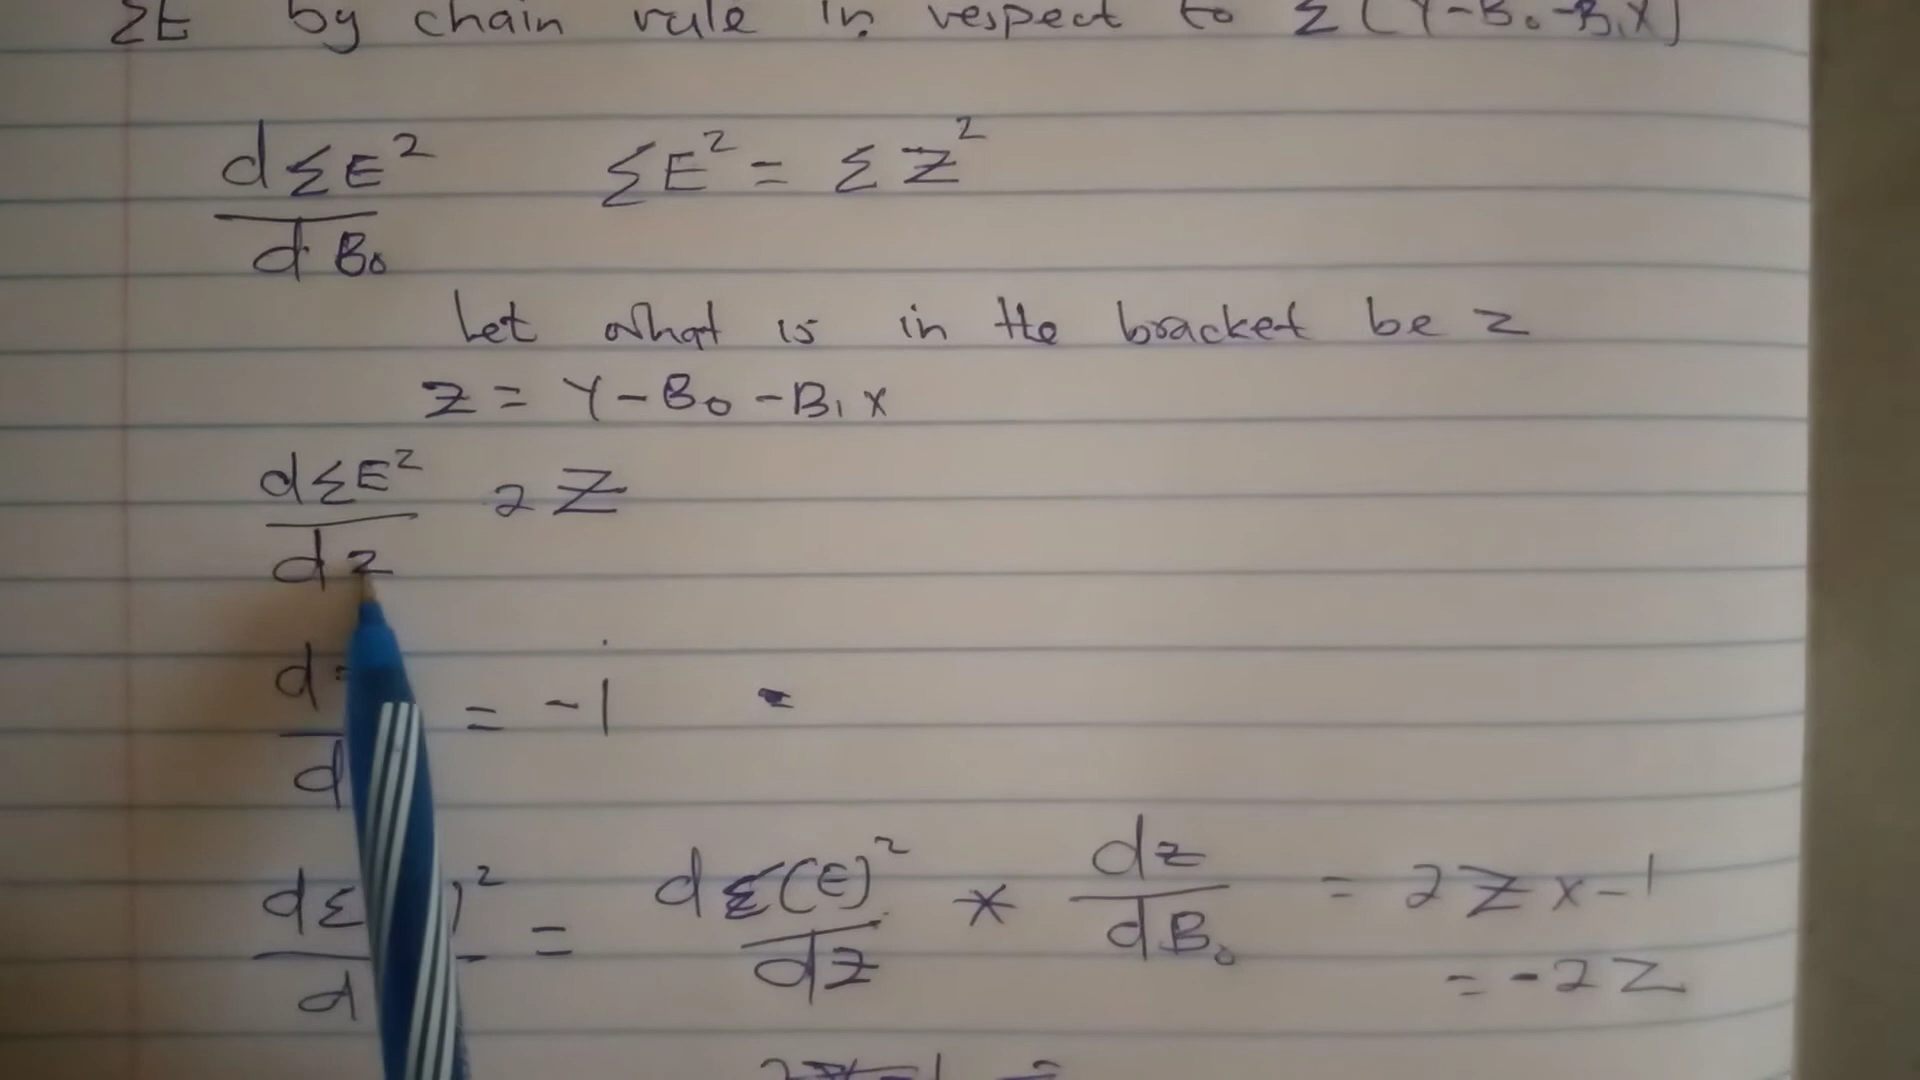 ΣE by chain rule in respect to Σ(Y-B₀-B₁X)
dΣE²/dB₀ ΣE² = ΣZ²
Let what is in the bracket be z
z = Y-B₀-B₁x
dΣE²/dz 2Z
= -1
= dΣ(E)²/dz * dz/dB₀ = 2Zx-1
= -2Z